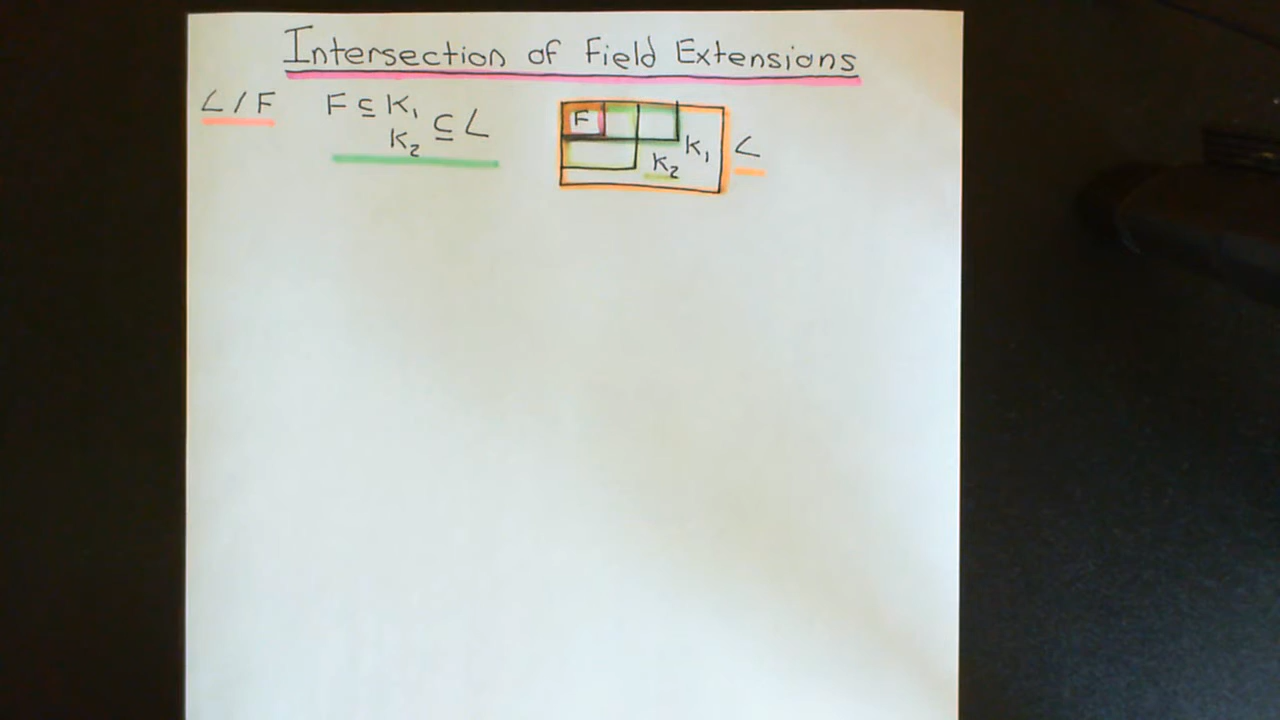 Intersection of Field Extensions
L / F F ⊆ K₁
K₂ ⊆ L
F
K₁
K₂
L